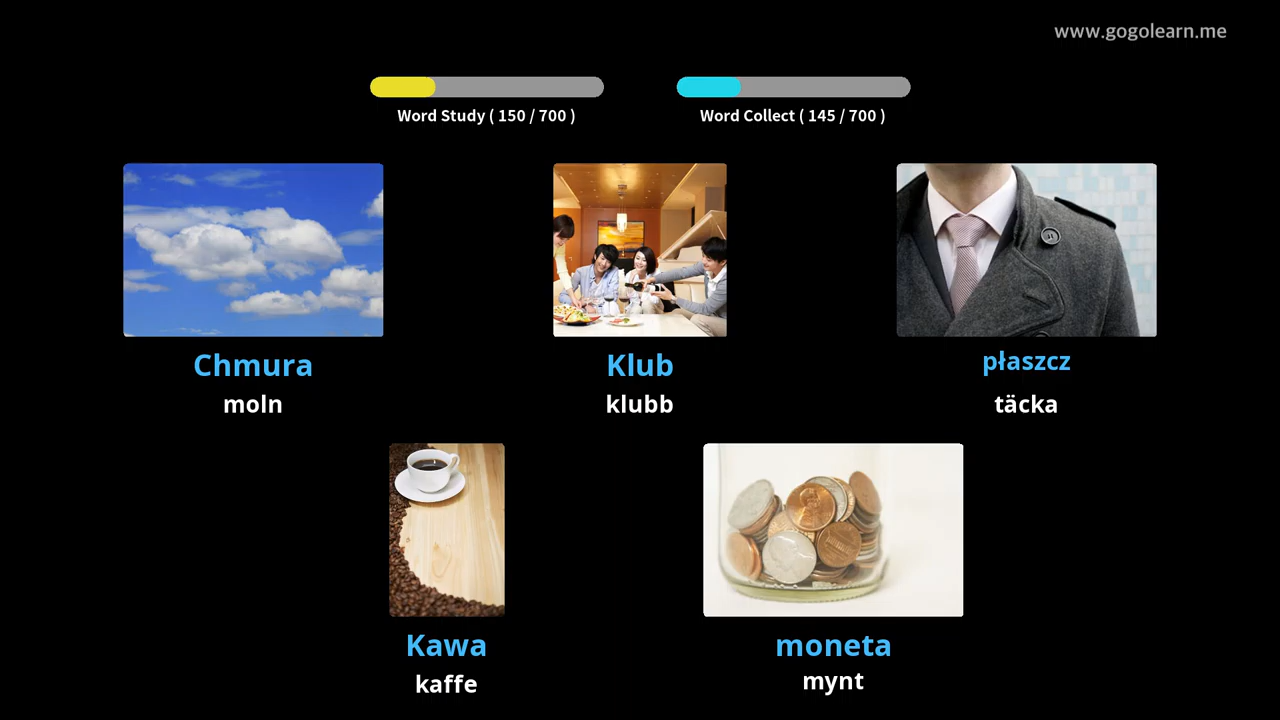 www.gogolearn.me
Word Study ( 150 / 700 )
Word Collect ( 145 / 700 )
Chmura
moln
Klub
klubb
płaszcz
täcka
Kawa
kaffe
moneta
mynt